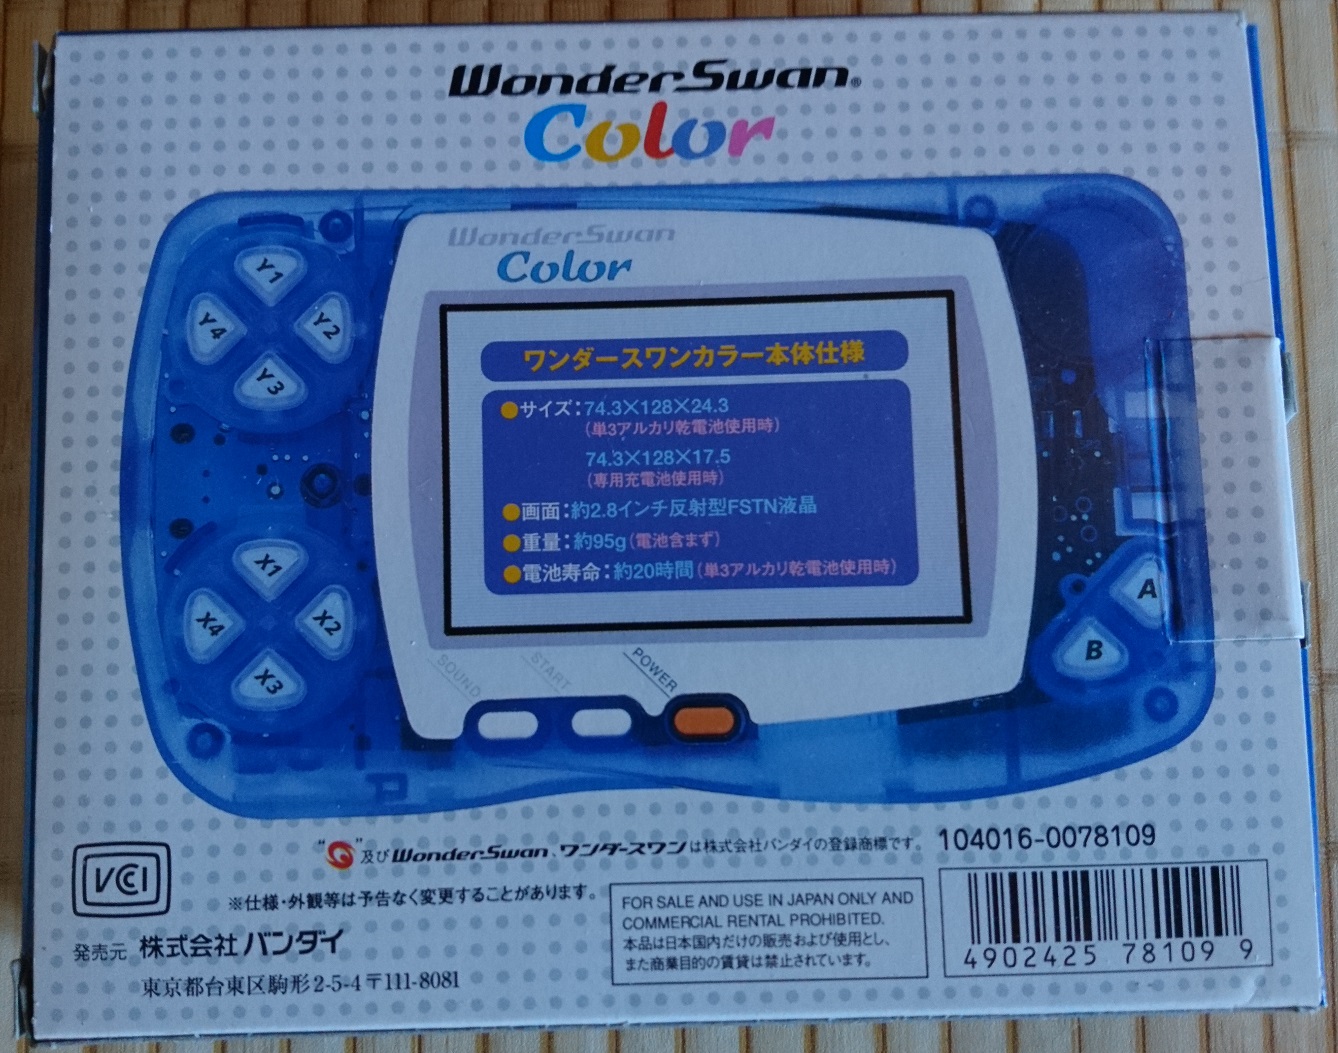 WonderSwan®
Color
WonderSwan
Color
Y1
Y4
Y2
Y3
X1
X4
X2
X3
ワンダースワンカラー本体仕様
●サイズ：74.3×128×24.3
(単3アルカリ乾電池使用時)
74.3×128×17.5
(専用充電池使用時)
●画面：約2.8インチ反射型FSTN液晶
●重量：約95g(電池含まず)
●電池寿命：約20時間(単3アルカリ乾電池使用時)
A
B
SOUND
START
POWER
“ ”及びWonderSwan、ワンダースワンは株式会社バンダイの登録商標です。
104016-0078109
VCI
※仕様・外観等は予告なく変更することがあります。
発売元 株式会社バンダイ
東京都台東区駒形2-5-4〒111-8081
FOR SALE AND USE IN JAPAN ONLY AND
COMMERCIAL RENTAL PROHIBITED.
本品は日本国内だけの販売および使用とし、
また商業目的の賃貸は禁止されています。
4902425 78109 9